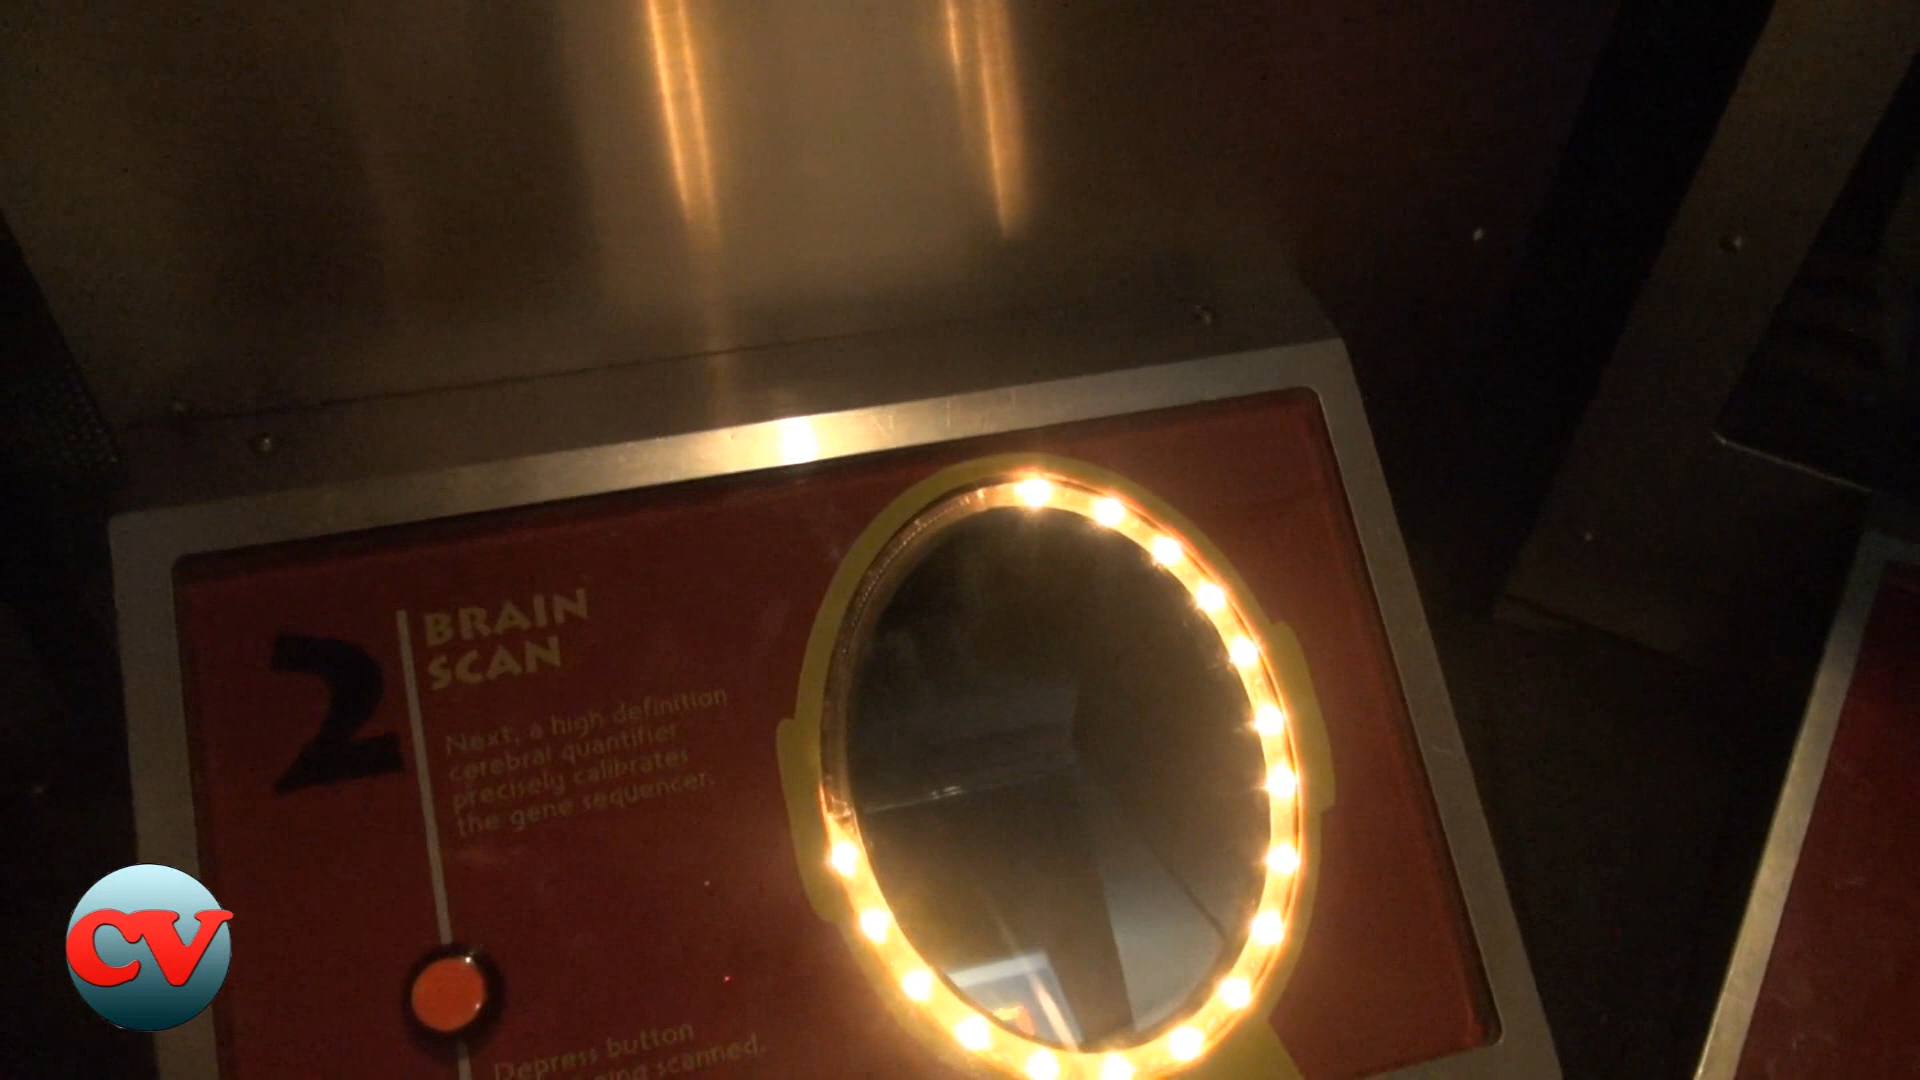 2
BRAIN
SCAN
Next, a high definition
cerebral quantifier
precisely calibrates
the gene sequencer.
Depress button
scanned.
CV